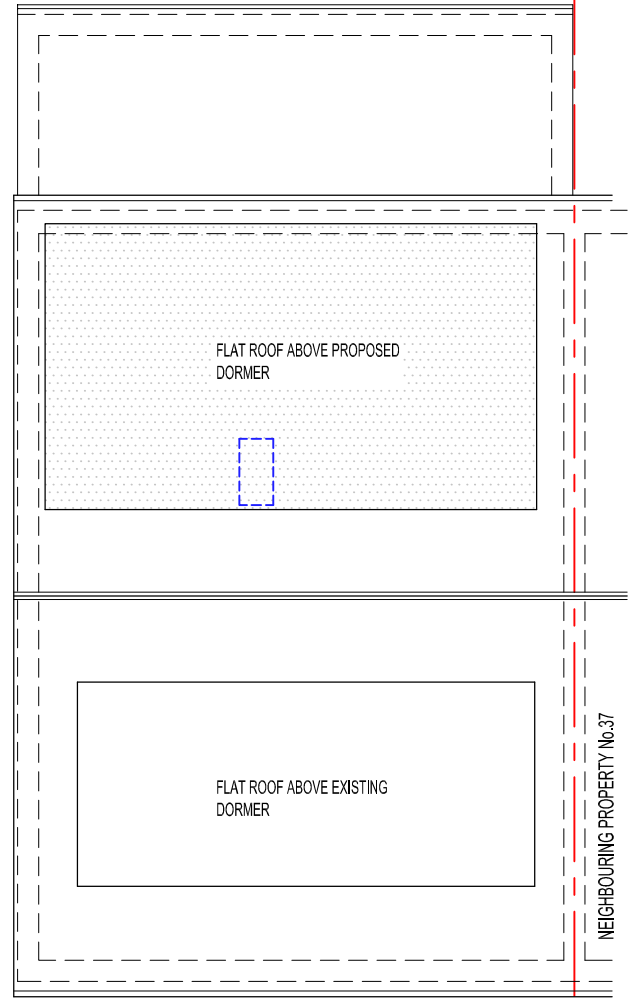 FLAT ROOF ABOVE PROPOSED
DORMER
FLAT ROOF ABOVE EXISTING
DORMER
NEIGHBOURING PROPERTY No.37